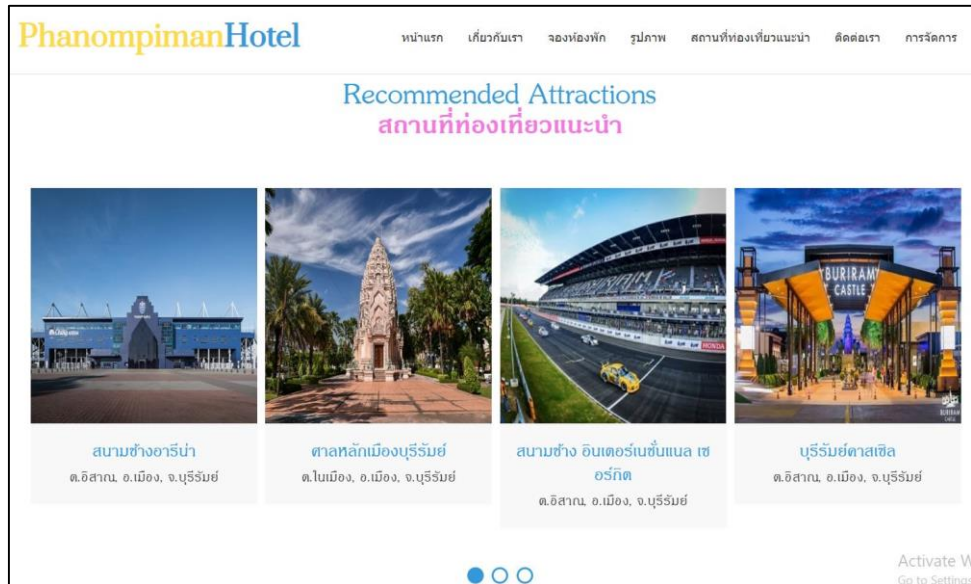 PhanompimanHotel
หน้าแรก เกี่ยวกับเรา จองห้องพัก รูปภาพ สถานที่ท่องเที่ยวแนะนำ ติดต่อเรา การจัดการ
Recommended Attractions
สถานที่ท่องเที่ยวแนะนำ
BURIRAM
CASTLE
HONDA
BURIRAM
สนามช้างอารีน่า
ต.อิสาณ, อ.เมือง, จ.บุรีรัมย์
ศาลหลักเมืองบุรีรัมย์
ต.ในเมือง, อ.เมือง, จ.บุรีรัมย์
สนามช้าง อินเตอร์เนชั่นแนล เซ
อร์กิต
ต.อิสาณ, อ.เมือง, จ.บุรีรัมย์
บุรีรัมย์คาสเซิล
ต.อิสาณ, อ.เมือง, จ.บุรีรัมย์
Activate W
Go to Settings